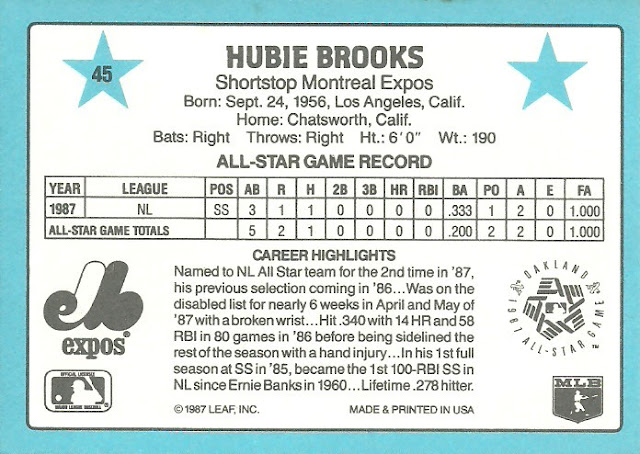 45
HUBIE BROOKS
Shortstop Montreal Expos
Born: Sept. 24, 1956, Los Angeles, Calif.
Home: Chatsworth, Calif.
Bats: Right Throws: Right Ht.: 6'0" Wt.: 190
ALL-STAR GAME RECORD
YEAR LEAGUE POS AB R H 2B 3B HR RBI BA PO A E FA
1987 NL SS 3 1 1 0 0 0 0 .333 1 2 0 1.000
ALL-STAR GAME TOTALS 5 2 1 0 0 0 0 .200 2 2 0 1.000
CAREER HIGHLIGHTS
Named to NL All Star team for the 2nd time in '87,
his previous selection coming in '86...Was on the
disabled list for nearly 6 weeks in April and May of
'87 with a broken wrist...Hit .340 with 14 HR and 58
RBI in 80 games in '86 before being sidelined the
rest of the season with a hand injury...In his 1st full
season at SS in '85, became the 1st 100-RBI SS in
NL since Ernie Banks in 1960...Lifetime .278 hitter.
expos
OAKLAND
1987 ALL-STAR GAME
OFFICIAL LICENSEE
MAJOR LEAGUE BASEBALL
© 1987 LEAF, INC. MADE & PRINTED IN USA
MLB